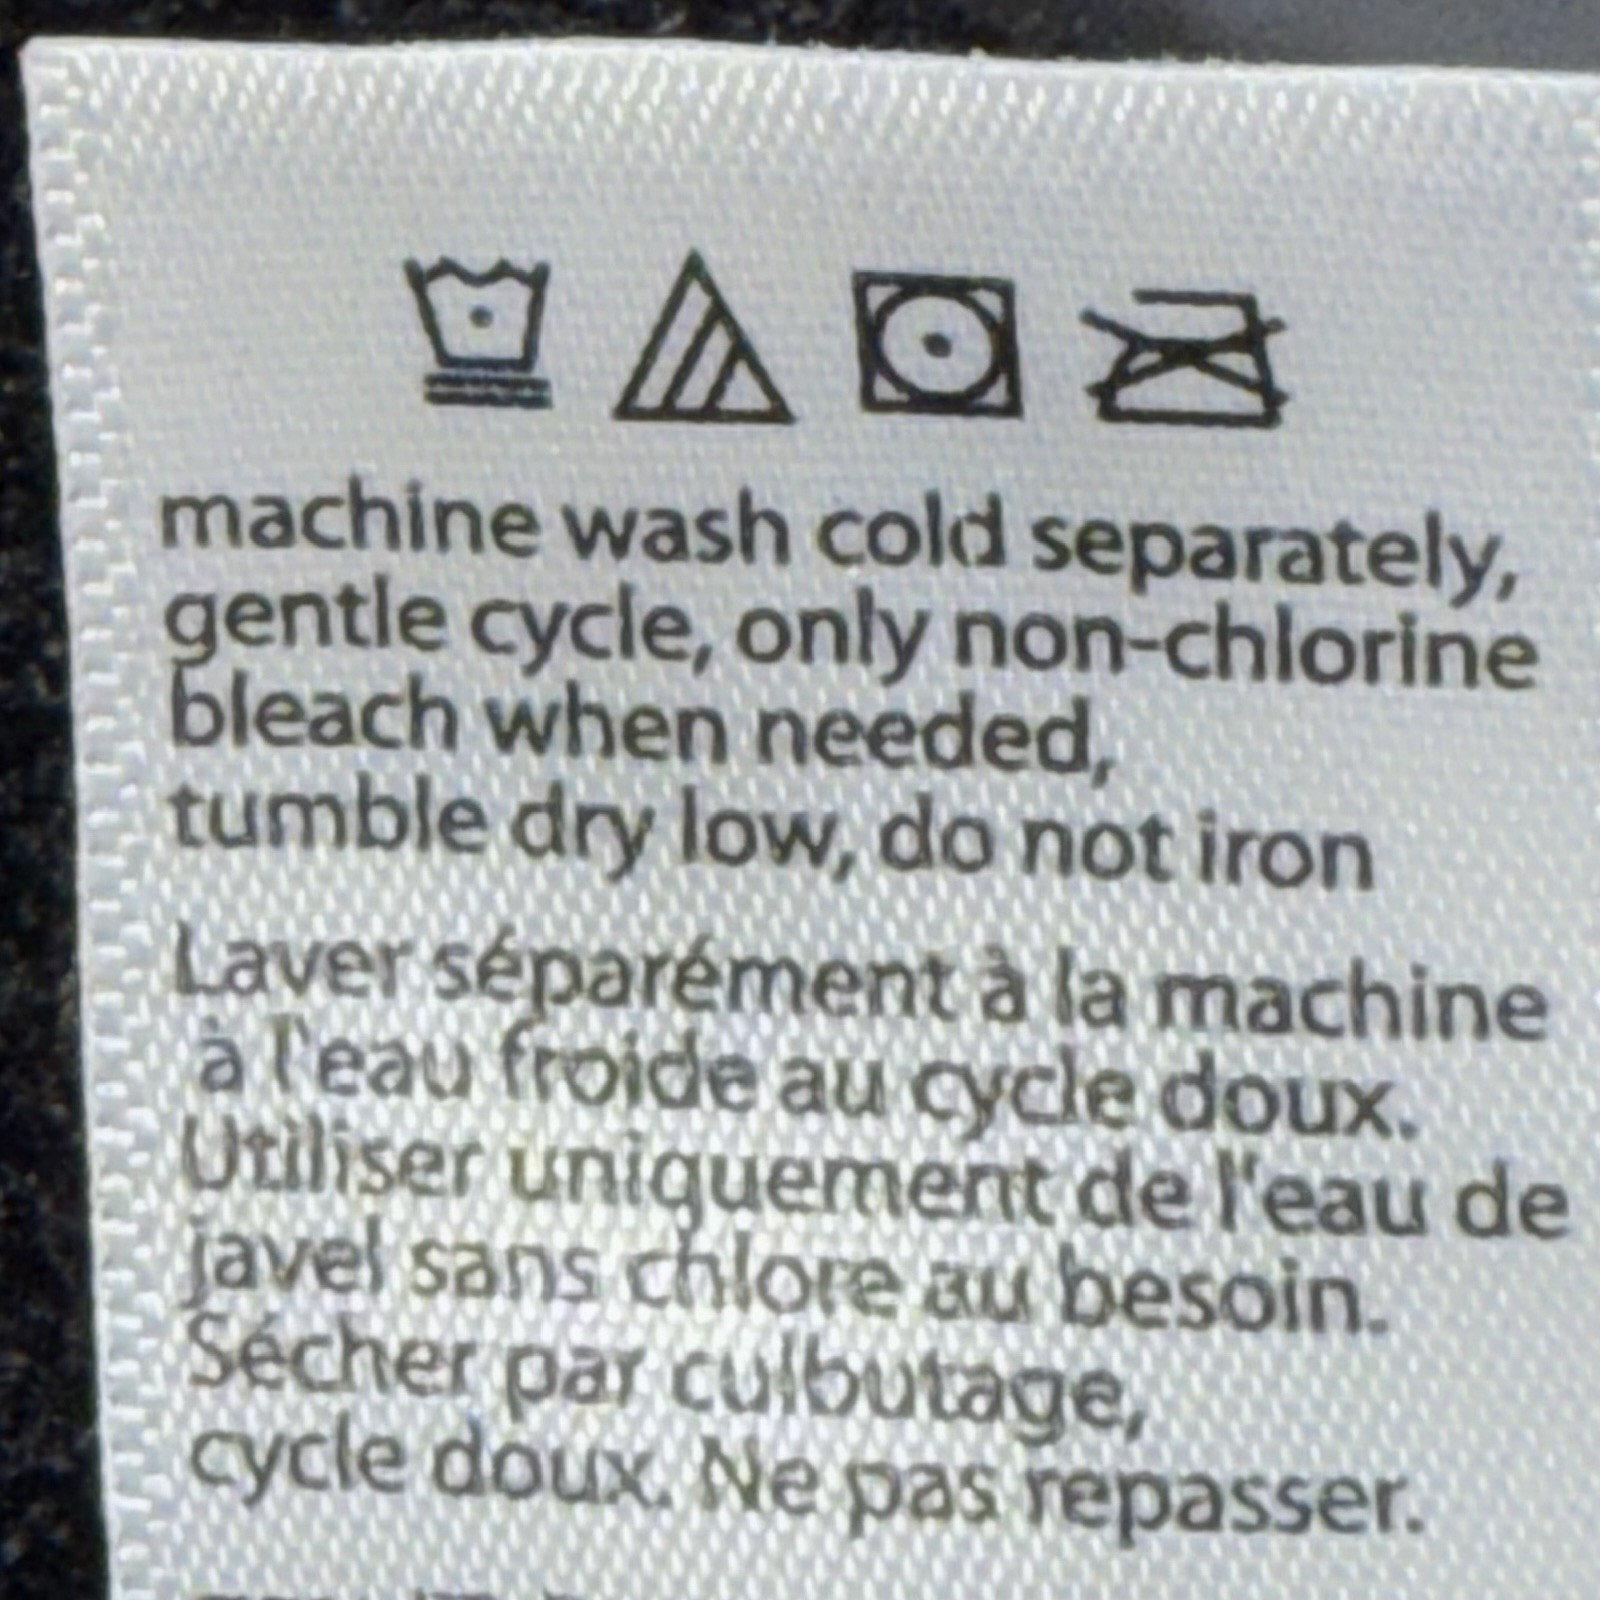 machine wash cold separately,
gentle cycle, only non-chlorine
bleach when needed,
tumble dry low, do not iron
Laver séparément à la machine
à l'eau froide au cycle doux.
Utiliser uniquement de l'eau de
javel sans chlore au besoin.
Sécher par culbutage,
cycle doux. Ne pas repasser.